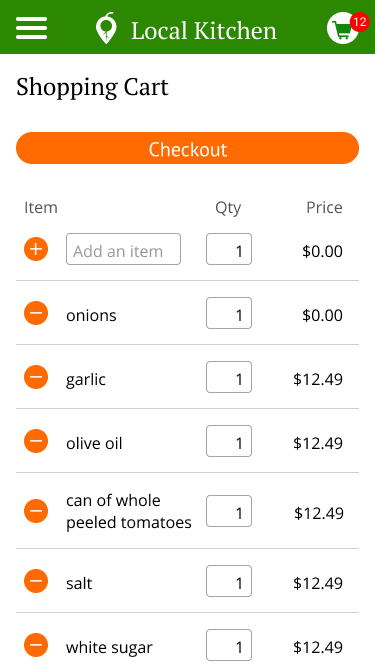 Local Kitchen
12
Shopping Cart
Checkout
Item Qty Price
Add an item 1 $0.00
onions 1 $0.00
garlic 1 $12.49
olive oil 1 $12.49
can of whole
peeled tomatoes 1 $12.49
salt 1 $12.49
white sugar 1 $12.49